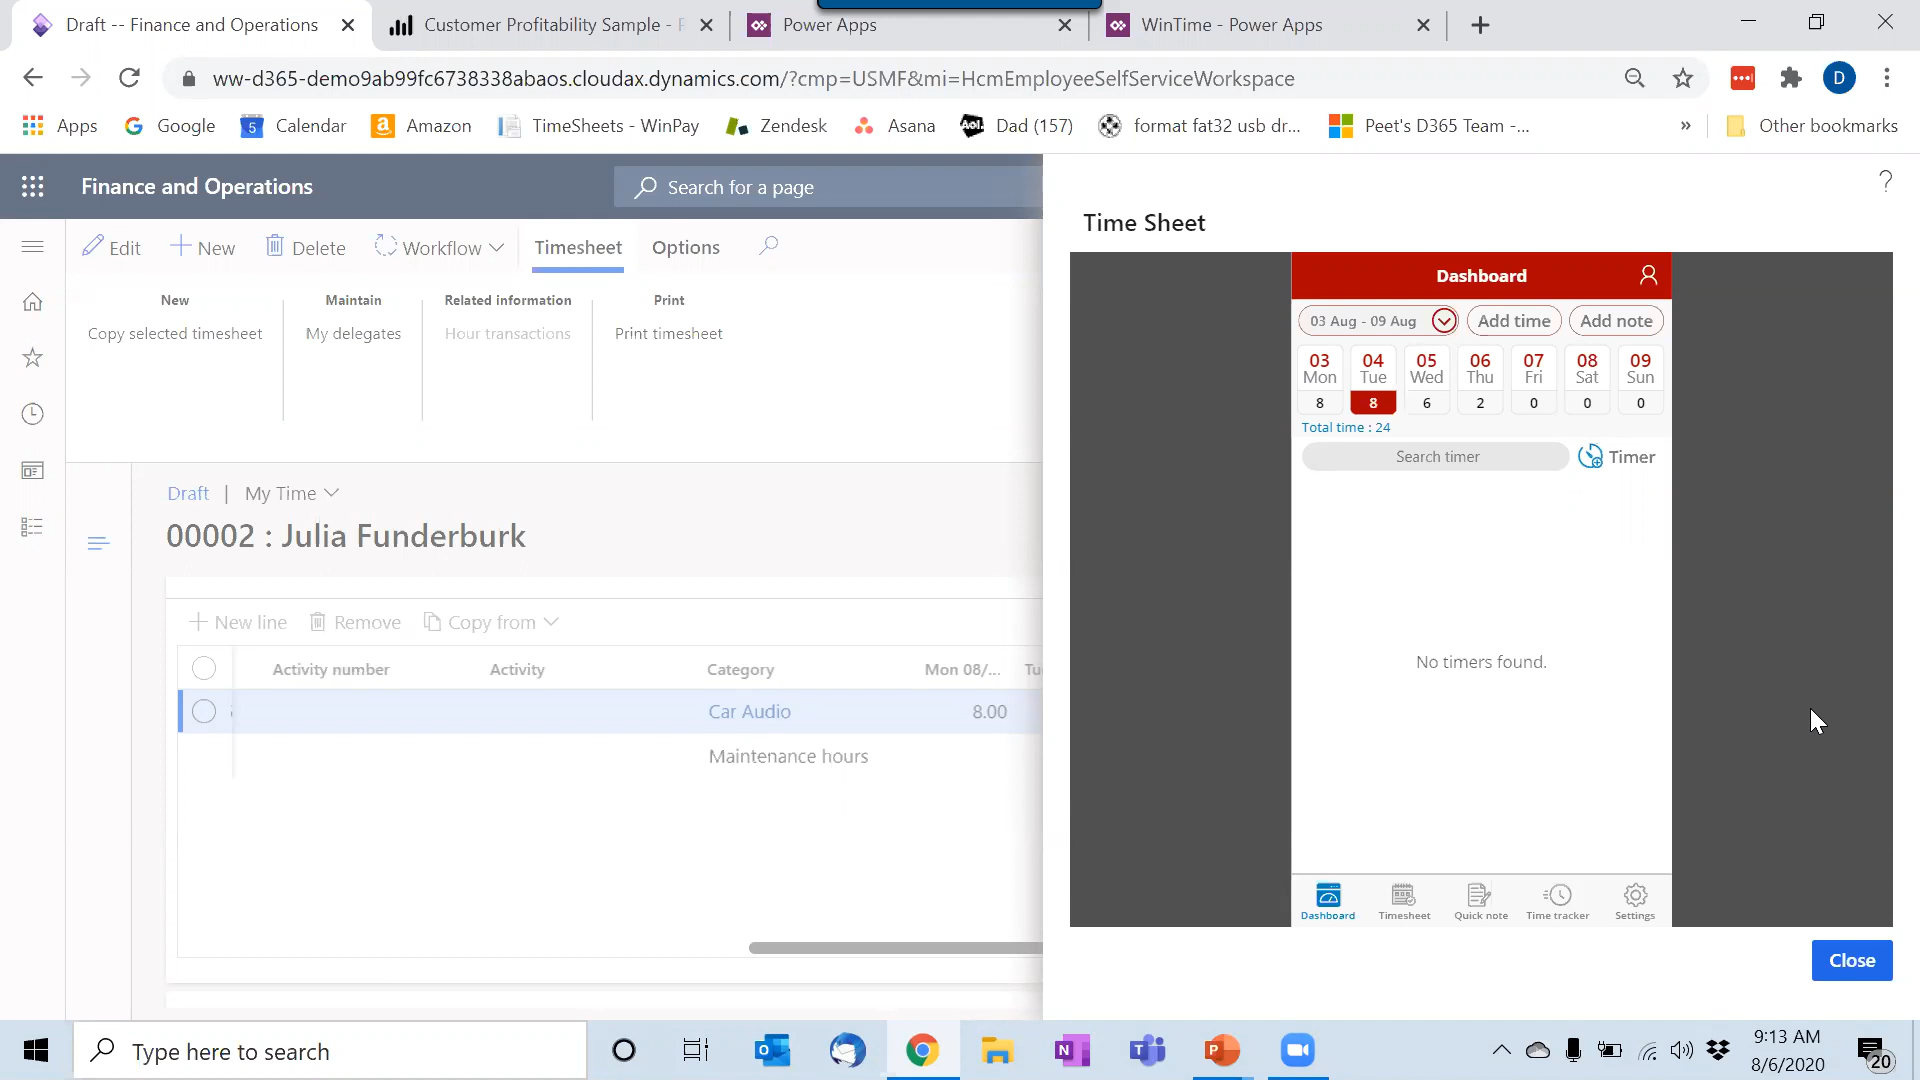 Draft -- Finance and Operations
Customer Profitability Sample -
Power Apps
WinTime - Power Apps
ww-d365-demo9ab99fc6738338abaos.cloudax.dynamics.com/?cmp=USMF&mi=HcmEmployeeSelfServiceWorkspace
D
Apps
Google
5
Calendar
Amazon
TimeSheets - WinPay
Zendesk
Asana
Aol.
Dad (157)
format fat32 usb dr...
Peet's D365 Team -...
»
Other bookmarks
Finance and Operations
Search for a page
?
Time Sheet
Edit
New
Delete
Workflow
Timesheet
Options
New
Maintain
Related information
Print
Copy selected timesheet
My delegates
Hour transactions
Print timesheet
Draft | My Time
00002 : Julia Funderburk
New line
Remove
Copy from
Activity number
Activity
Category
Mon 08/...
Car Audio
8.00
Maintenance hours
Dashboard
03 Aug - 09 Aug
Add time
Add note
03 04 05 06 07 08 09
Mon Tue Wed Thu Fri Sat Sun
8 8 6 2 0 0 0
Total time : 24
Search timer
Timer
No timers found.
Dashboard
Timesheet
Quick note
Time tracker
Settings
Close
Type here to search
9:13 AM
8/6/2020
20